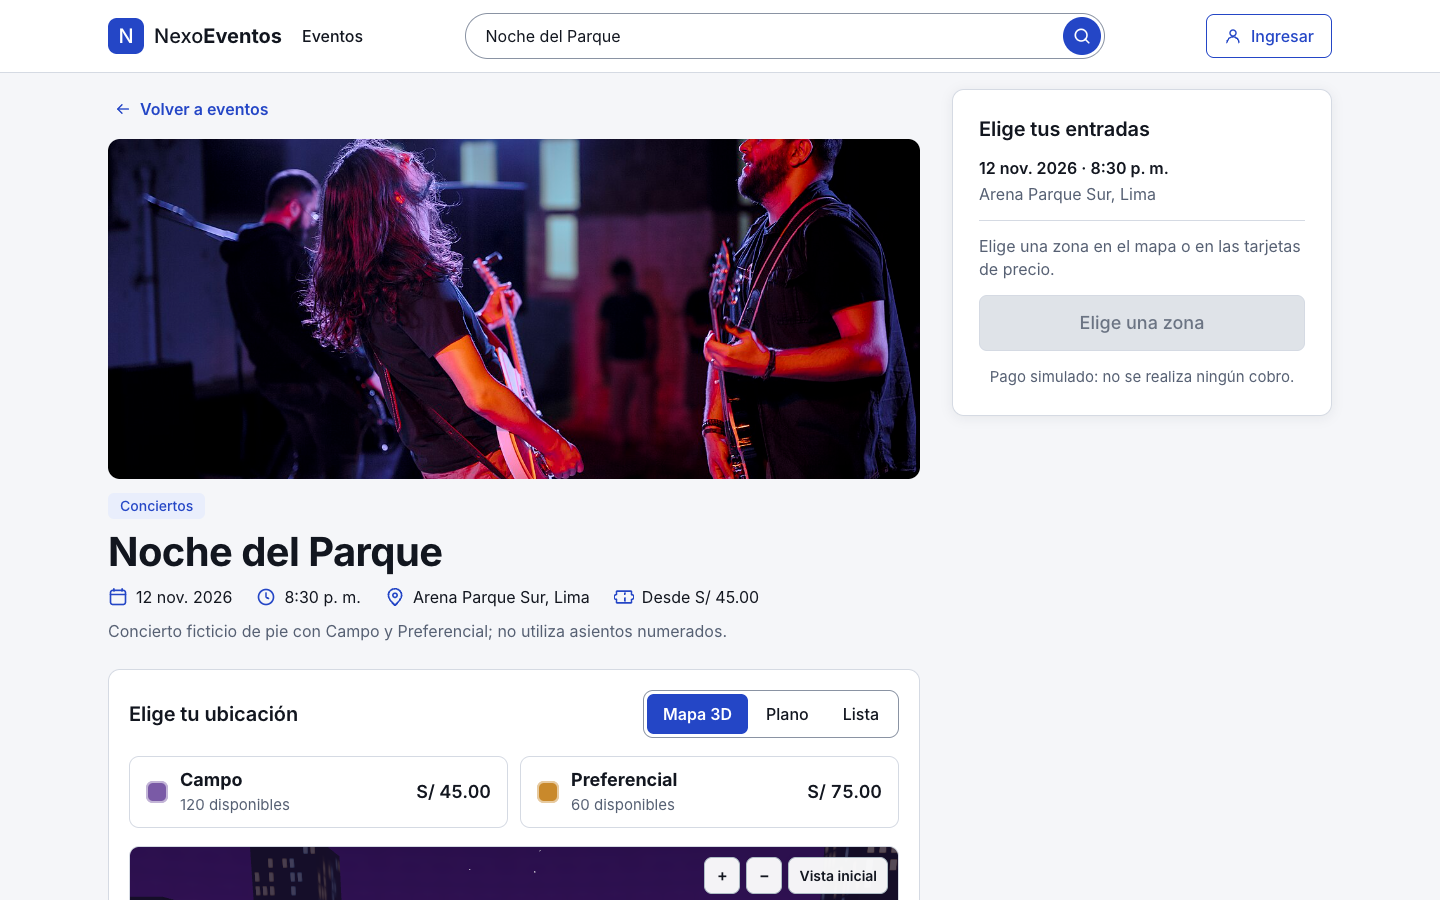 N NexoEventos Eventos Noche del Parque Ingresar
Volver a eventos
Conciertos
Noche del Parque
12 nov. 2026 8:30 p. m. Arena Parque Sur, Lima Desde S/ 45.00
Concierto ficticio de pie con Campo y Preferencial; no utiliza asientos numerados.
Elige tu ubicación
Mapa 3D Plano Lista
Campo
120 disponibles
S/ 45.00
Preferencial
60 disponibles
S/ 75.00
+ − Vista inicial
Elige tus entradas
12 nov. 2026 · 8:30 p. m.
Arena Parque Sur, Lima
Elige una zona en el mapa o en las tarjetas
de precio.
Elige una zona
Pago simulado: no se realiza ningún cobro.